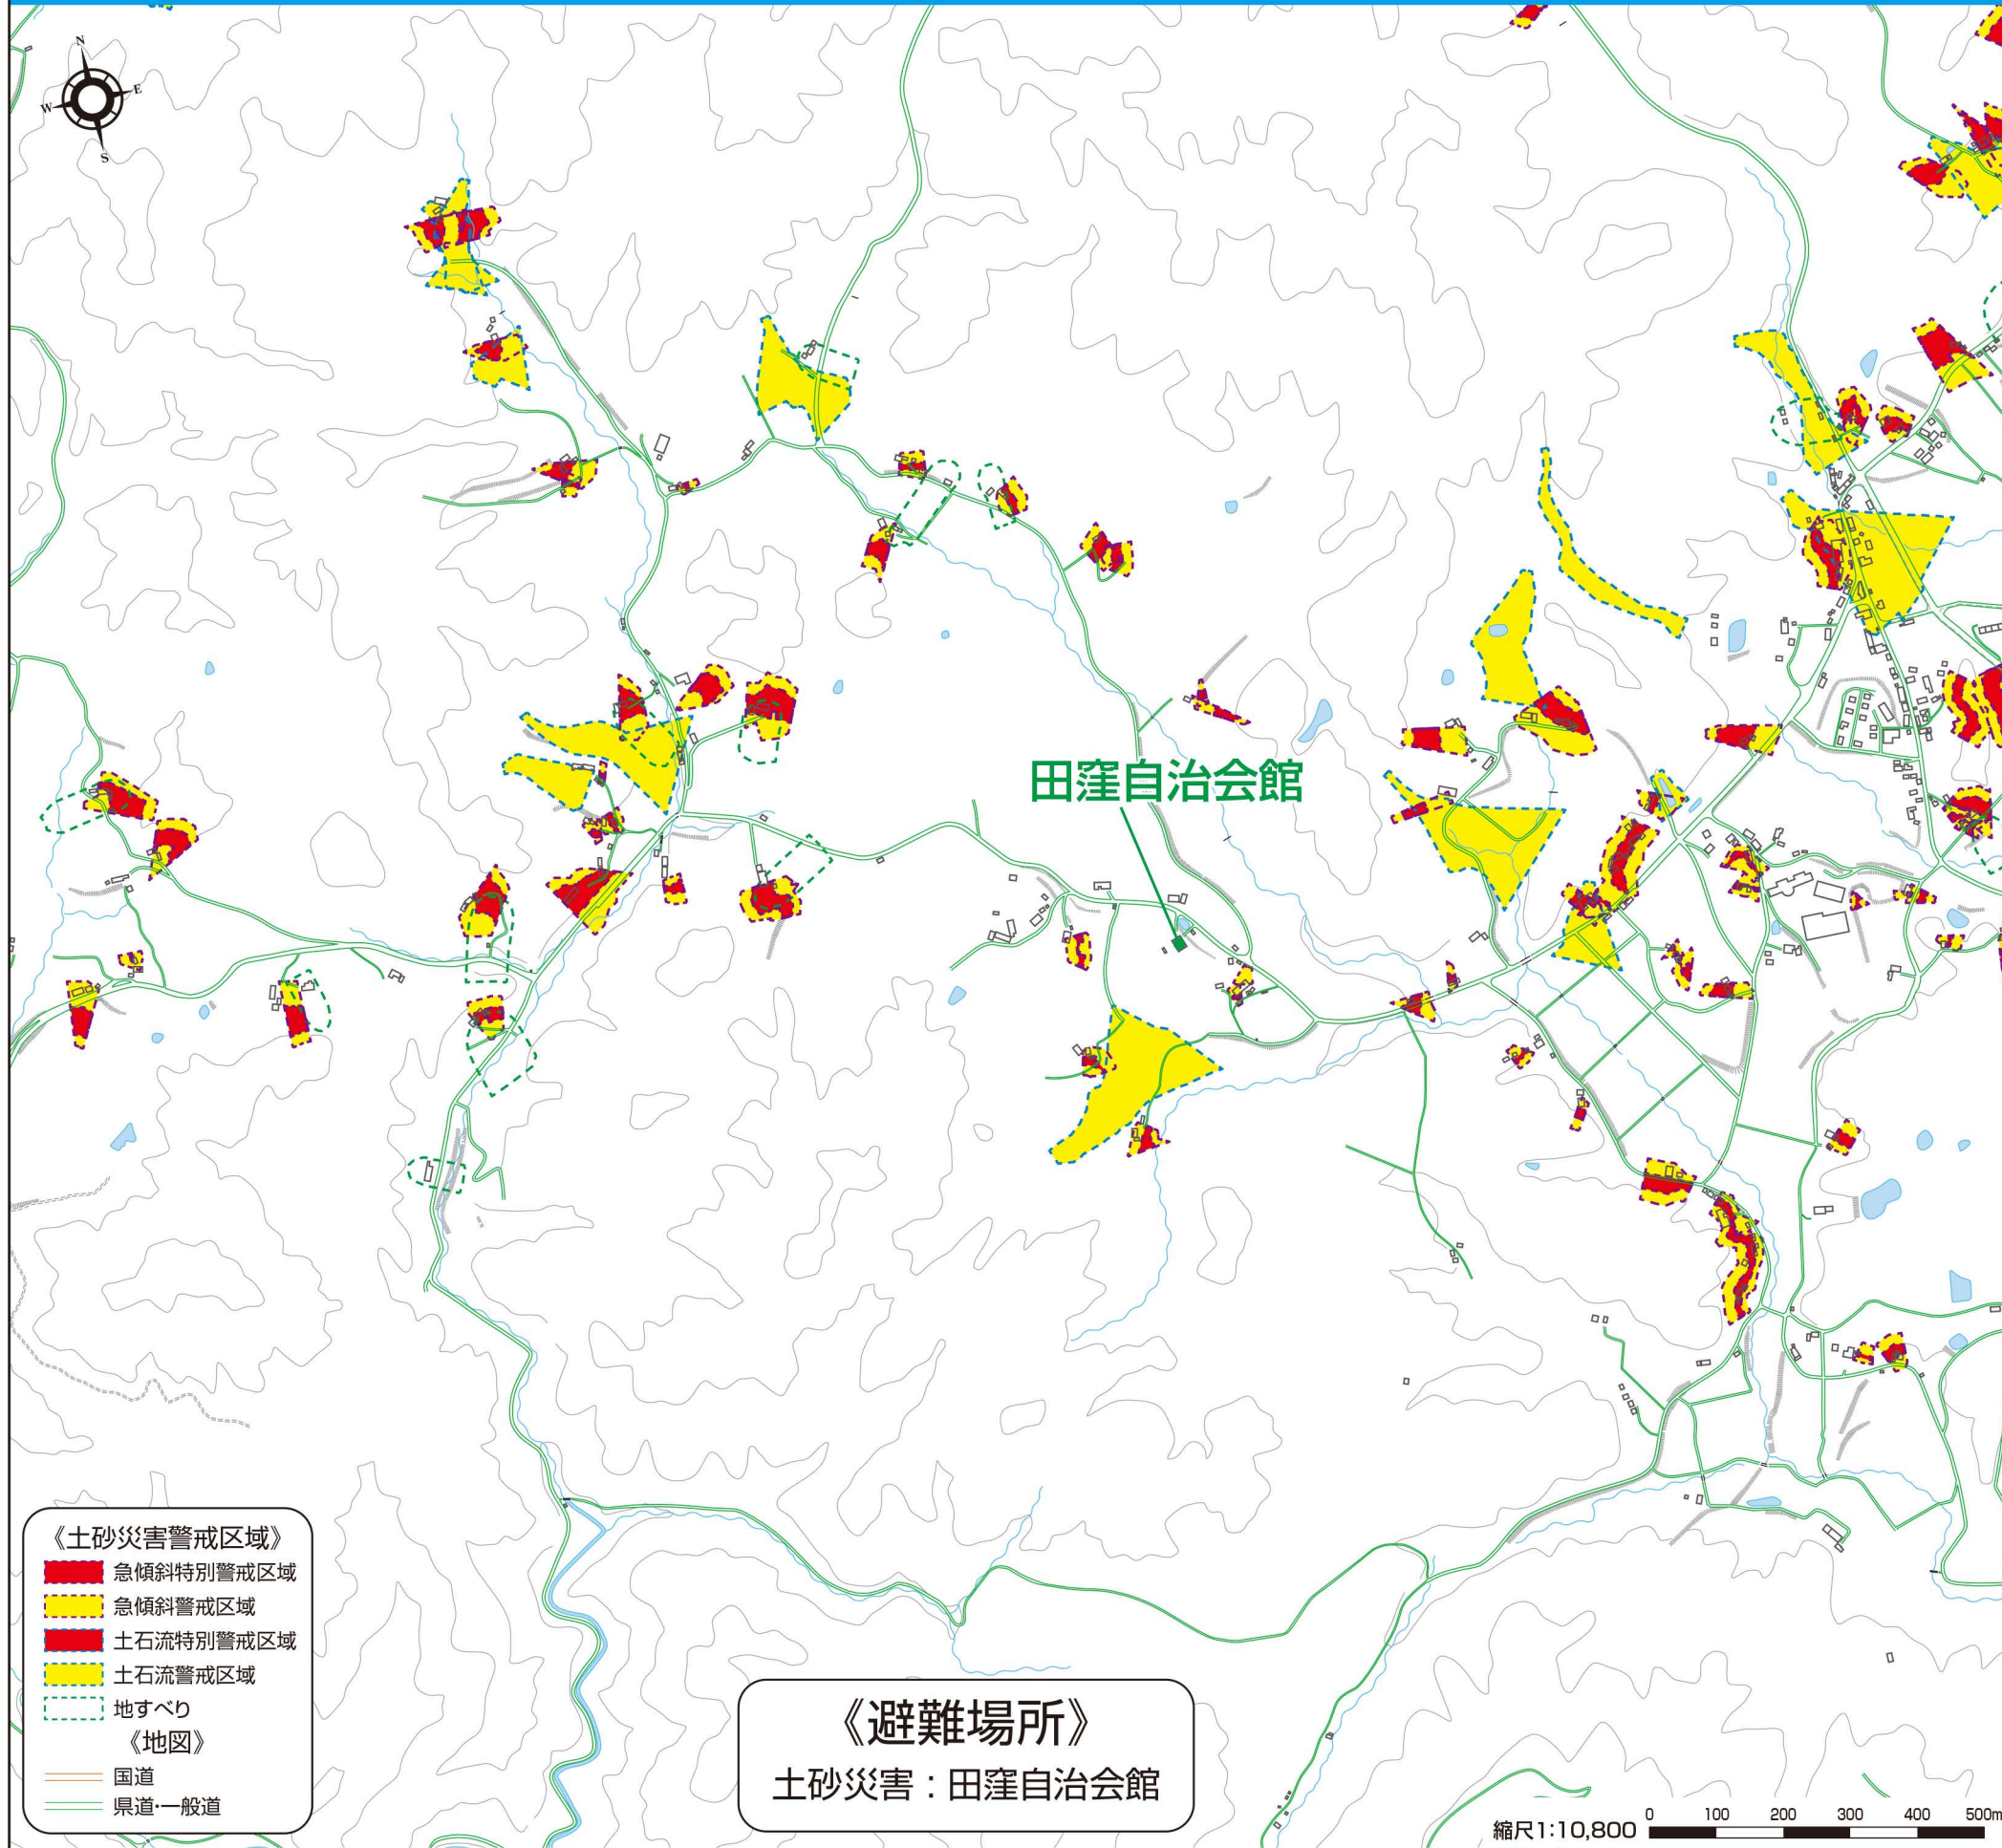 N
W
E
S
田窪自治会館
《土砂災害警戒区域》
急傾斜特別警戒区域
急傾斜警戒区域
土石流特別警戒区域
土石流警戒区域
地すべり
《地図》
国道
県道・一般道
《避難場所》
土砂災害：田窪自治会館
縮尺1:10,800
0 100 200 300 400 500m